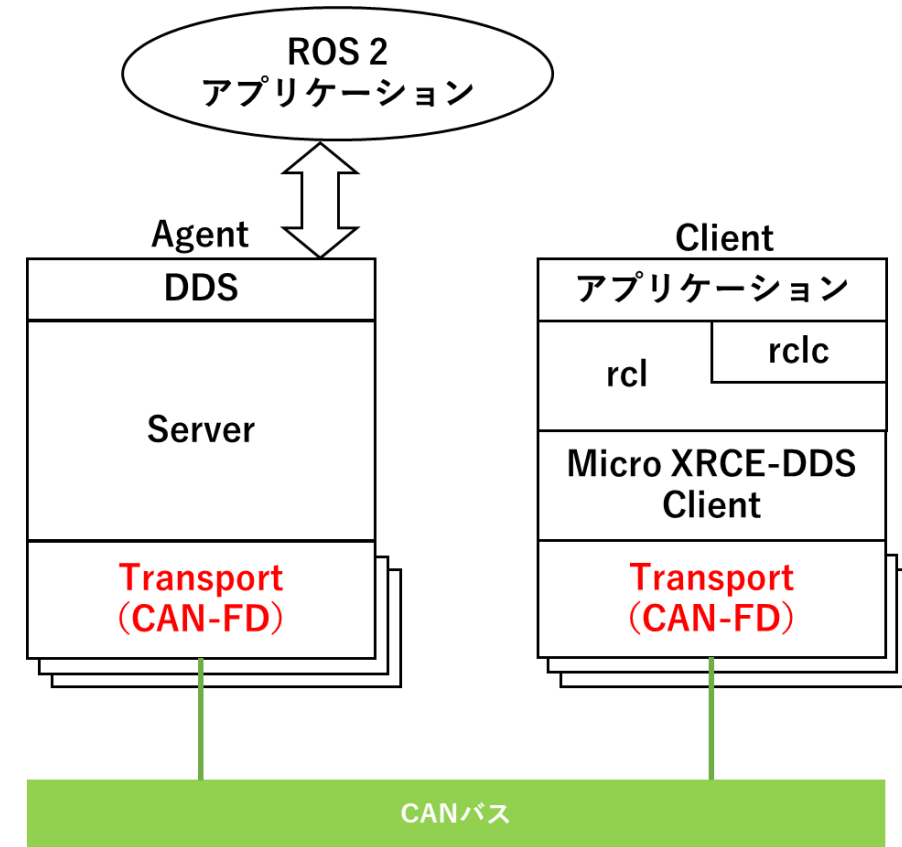 ROS 2
アプリケーション
Agent
DDS
Server
Transport
（CAN-FD）
Client
アプリケーション
rcl
rclc
Micro XRCE-DDS
Client
Transport
（CAN-FD）
CANバス